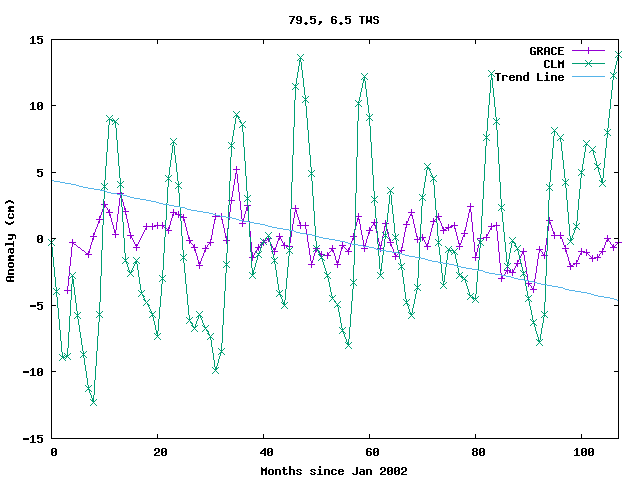 79.5, 6.5 TWS
GRACE
CLM
Trend Line
15
10
5
0
-5
-10
-15
Anomaly (cm)
0 20 40 60 80 100
Months since Jan 2002